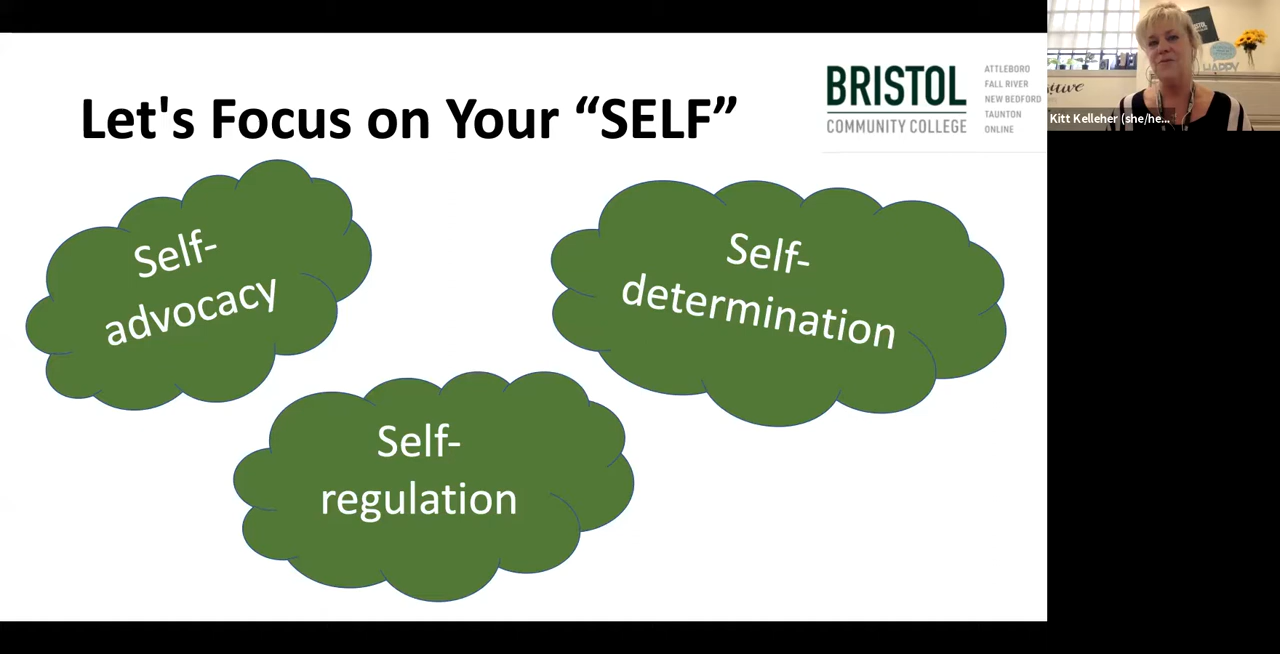 Let's Focus on Your “SELF”
BRISTOL
COMMUNITY COLLEGE
ATTLEBORO
FALL RIVER
NEW BEDFORD
TAUNTON
ONLINE
Self-
advocacy
Self-
determination
Self-
regulation
HAPPY
Kitt Kelleher (she/he...